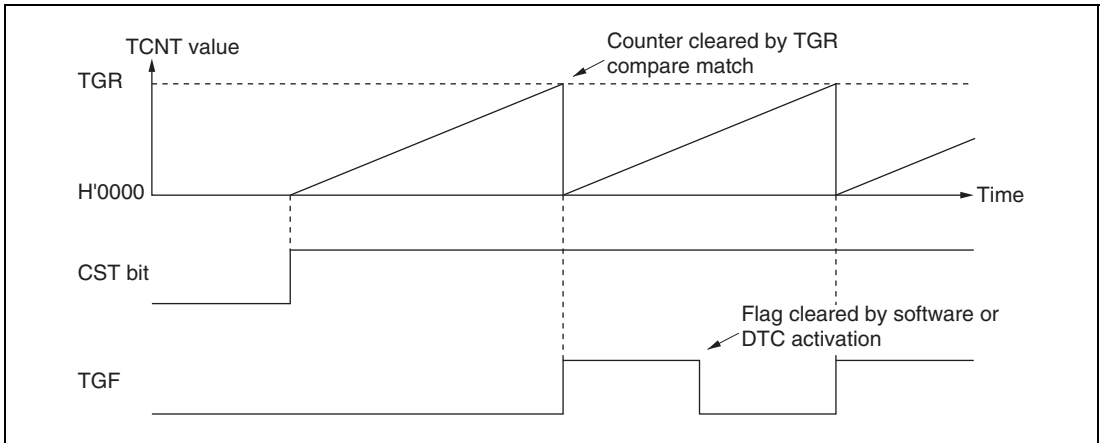 TCNT value
Counter cleared by TGR
compare match
TGR
H'0000
Time
CST bit
Flag cleared by software or
DTC activation
TGF